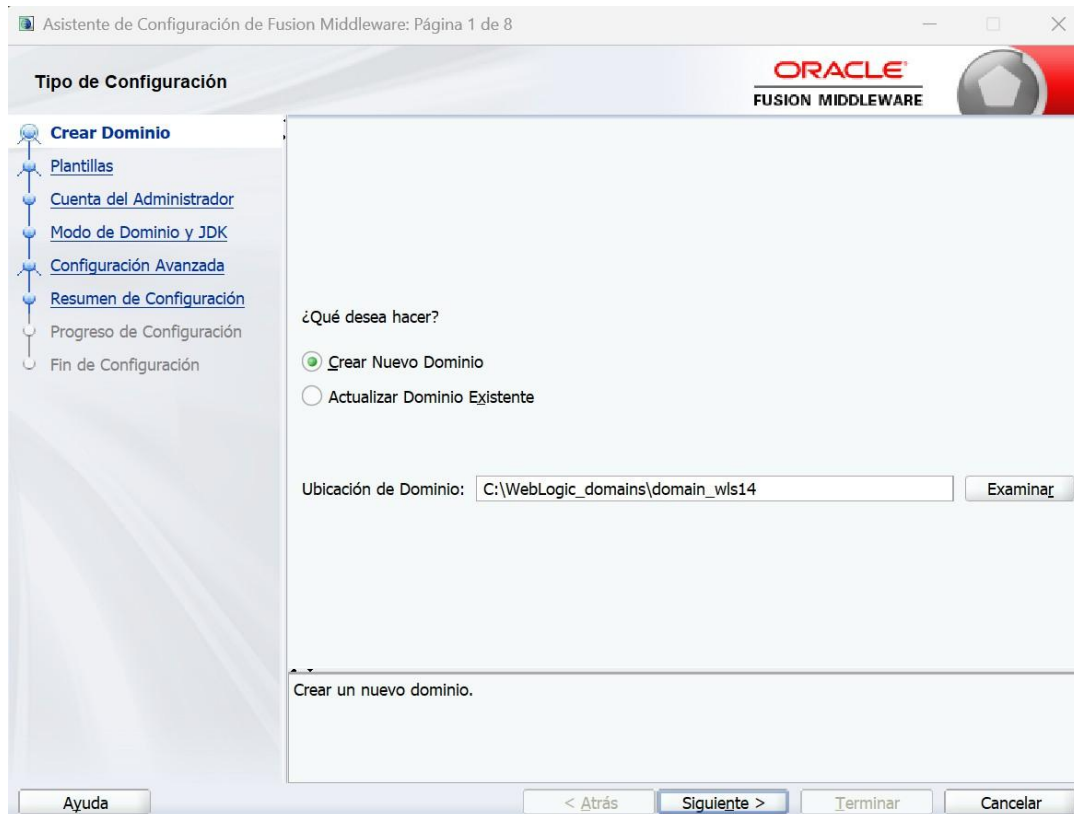 Asistente de Configuración de Fusion Middleware: Página 1 de 8
Tipo de Configuración
ORACLE
FUSION MIDDLEWARE
Crear Dominio
Plantillas
Cuenta del Administrador
Modo de Dominio y JDK
Configuración Avanzada
Resumen de Configuración
Progreso de Configuración
Fin de Configuración
¿Qué desea hacer?
Crear Nuevo Dominio
Actualizar Dominio Existente
Ubicación de Dominio: C:\WebLogic_domains\domain_wls14 Examinar
Crear un nuevo dominio.
Ayuda < Atrás Siguiente > Terminar Cancelar